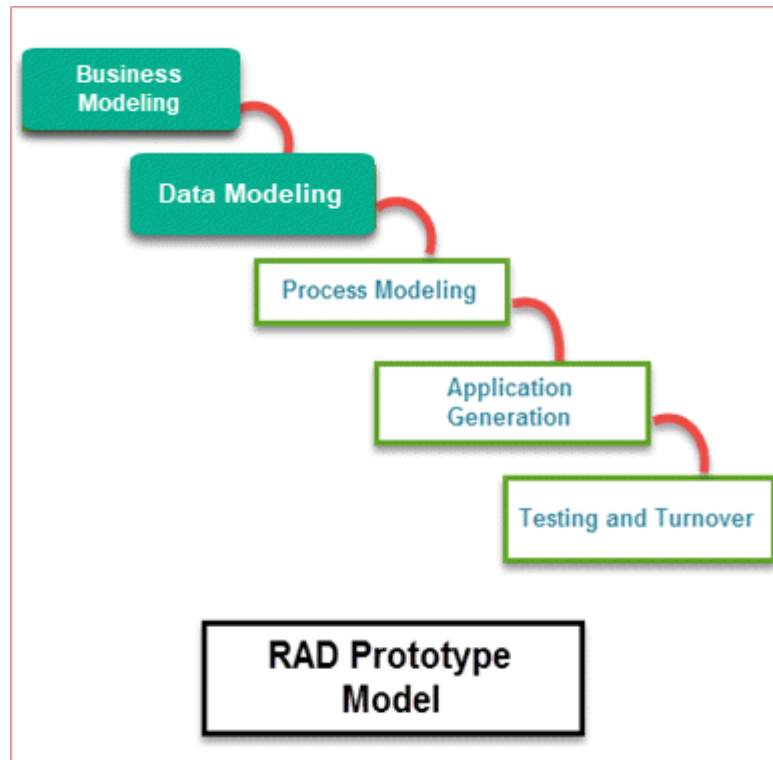 Business
Modeling
Data Modeling
Process Modeling
Application
Generation
Testing and Turnover
RAD Prototype
Model